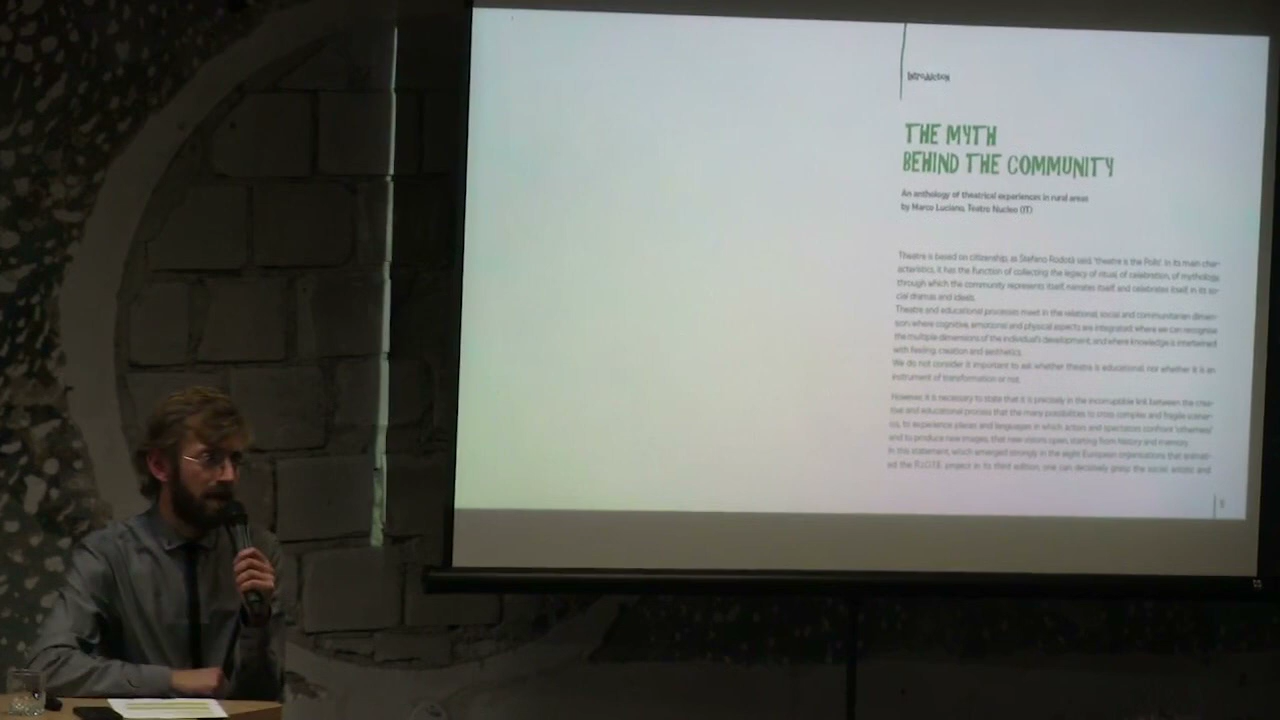 Introduction
THE MYTH
BEHIND THE COMMUNITY
An anthology of theatrical experiences in rural areas
by Marco Luciano, Teatro Nucleo (IT)
Theatre is based on citizenship, as Stefano Rodotà said, 'theatre is the Polis'. In its main char-
acteristics, it has the function of collecting the legacy of ritual, of celebration, of mythology,
through which the community represents itself, narrates itself and celebrates itself, in its so-
cial dramas and ideals.
Theatre and educational processes meet in the relational, social and communitarian dimen-
sion, where cognitive, emotional and physical aspects are integrated, where we can recognise
the multiple dimensions of the individual's development, and where knowledge is intertwined
with feeling, creation and aesthetics.
We do not consider it important to ask whether theatre is educational, nor whether it is an
instrument of transformation or not.
However, it is necessary to state that it is precisely in the incorruptible link between the crea-
tive and educational process that the many possibilities to cross complex and fragile scenar-
ios, to experience places and languages in which actors and spectators confront 'otherness'
and to produce new images, that new visions open, starting from history and memory.
In this statement, which emerged strongly in the eight European organisations that animat-
ed the project in its third edition, one can decisively grasp the social, artistic and